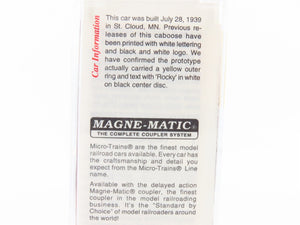 Car Information
This car was built July 28, 1939
in St. Cloud, MN. Previous re-
leases of this caboose have
been printed with white lettering
and black and white logo. We
have confirmed the prototype
actually carried a yellow outer
ring and text with 'Rocky' in white
on black center disc.
MAGNE-MATIC®
THE COMPLETE COUPLER SYSTEM
Micro-Trains® are the finest model
railroad cars available. Every car has
the craftsmanship and detail you
expect from the Micro-Trains® Line
name.
Available with the delayed action
Magne-Matic® coupler, the finest
coupler in the model railroading
business. It's the "Standard by
Choice" of model railroaders around
the world!